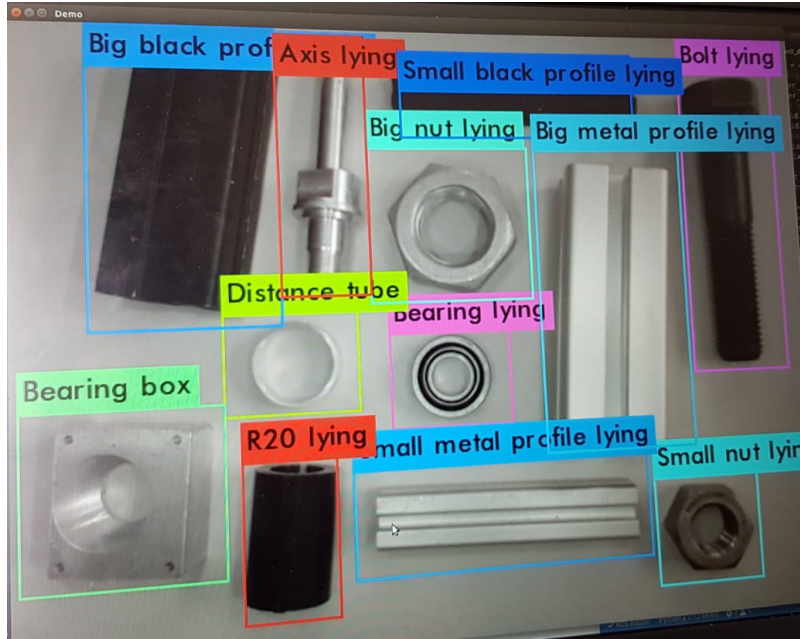 Demo
Big black prof
Axis lying
Small black profile lying
Bolt lying
Big nut lying
Big metal profile lying
Distance tube
Bearing lying
Bearing box
R20 lying
Small metal profile lying
Small nut lyin